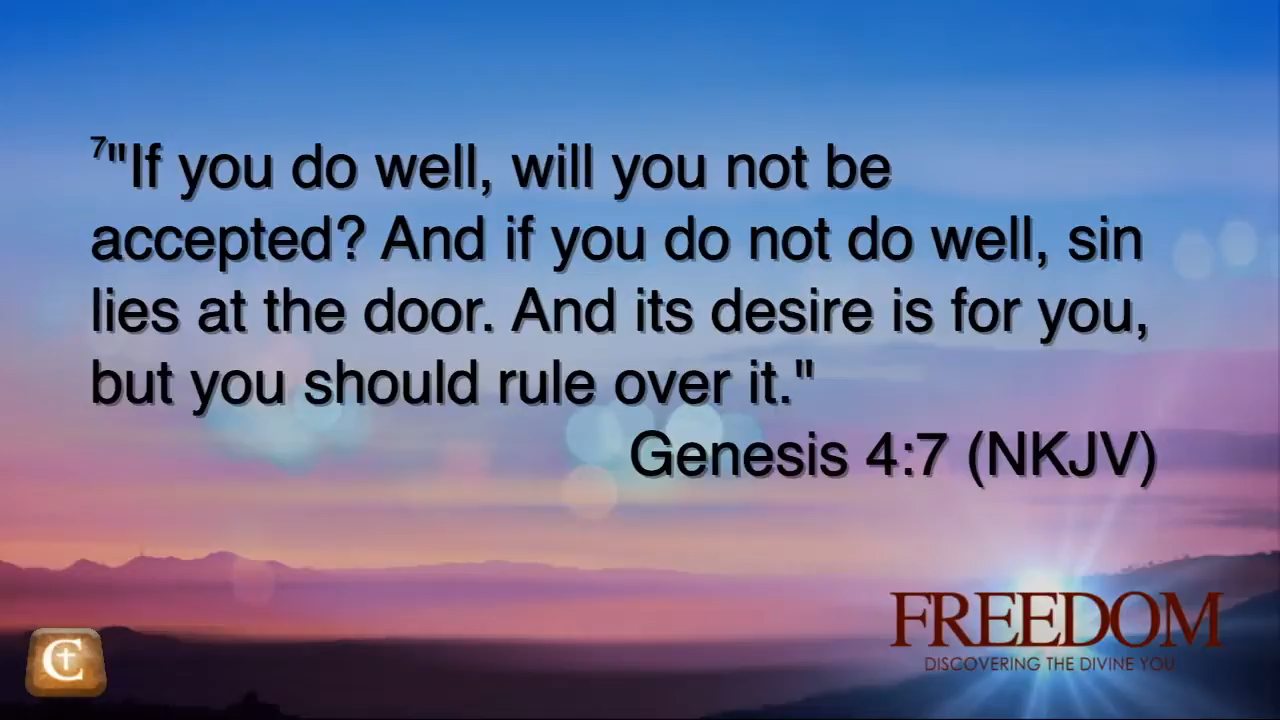 7"If you do well, will you not be
accepted? And if you do not do well, sin
lies at the door. And its desire is for you,
but you should rule over it."
Genesis 4:7 (NKJV)
FREEDOM
DISCOVERING THE DIVINE YOU
C